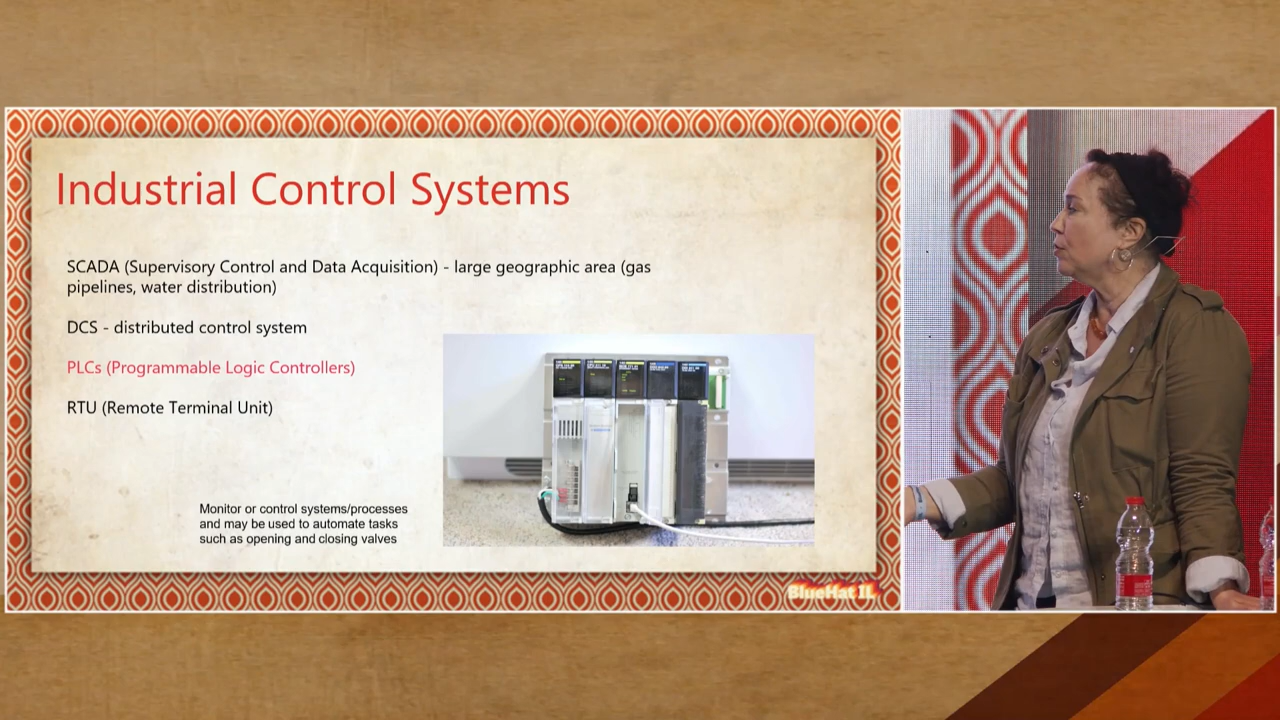 Industrial Control Systems
SCADA (Supervisory Control and Data Acquisition) - large geographic area (gas
pipelines, water distribution)
DCS - distributed control system
PLCs (Programmable Logic Controllers)
RTU (Remote Terminal Unit)
Monitor or control systems/processes
and may be used to automate tasks
such as opening and closing valves
BlueHat IL